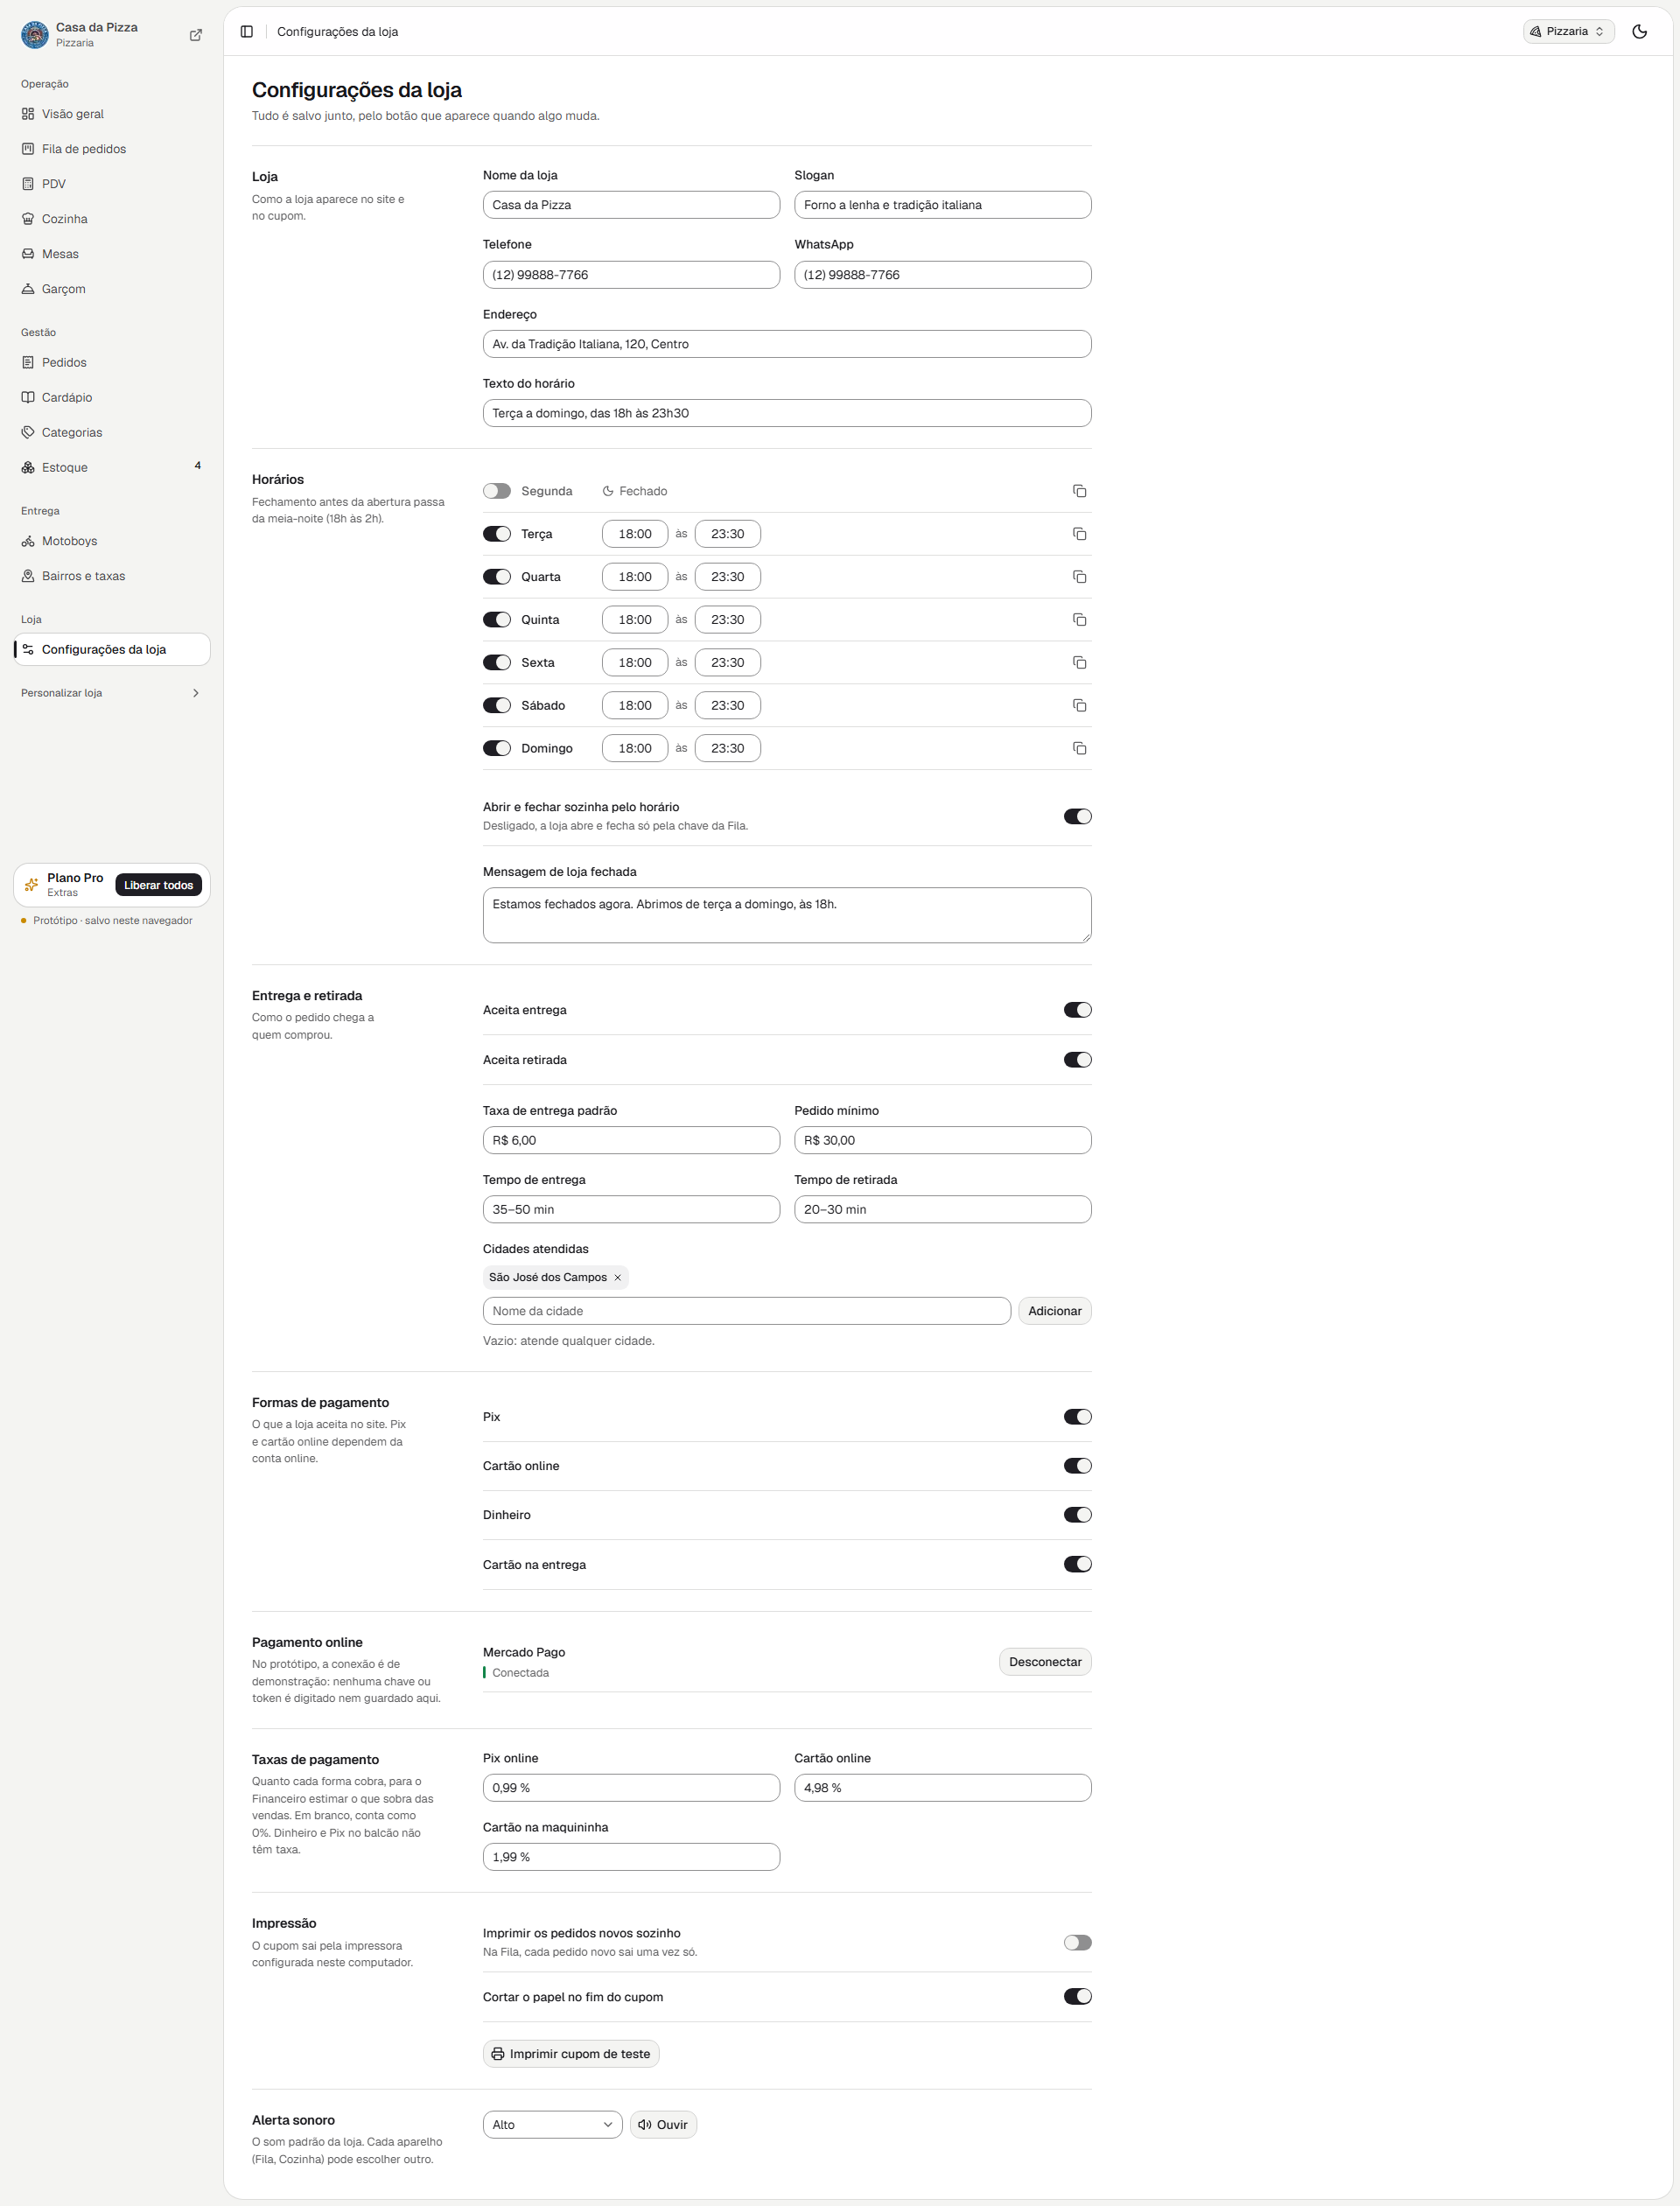 Casa da Pizza
Pizzaria
Operação
Visão geral
Fila de pedidos
PDV
Cozinha
Mesas
Garçom
Gestão
Pedidos
Cardápio
Categorias
Estoque 4
Entrega
Motoboys
Bairros e taxas
Loja
Configurações da loja
Personalizar loja
Plano Pro
Extras
Liberar todos
Protótipo · salvo neste navegador
Configurações da loja
Pizzaria
Configurações da loja
Tudo é salvo junto, pelo botão que aparece quando algo muda.
Loja
Como a loja aparece no site e
no cupom.
Nome da loja
Casa da Pizza
Slogan
Forno a lenha e tradição italiana
Telefone
(12) 99888-7766
WhatsApp
(12) 99888-7766
Endereço
Av. da Tradição Italiana, 120, Centro
Texto do horário
Terça a domingo, das 18h às 23h30
Horários
Fechamento antes da abertura passa
da meia-noite (18h às 2h).
Segunda Fechado
Terça 18:00 às 23:30
Quarta 18:00 às 23:30
Quinta 18:00 às 23:30
Sexta 18:00 às 23:30
Sábado 18:00 às 23:30
Domingo 18:00 às 23:30
Abrir e fechar sozinha pelo horário
Desligado, a loja abre e fecha só pela chave da Fila.
Mensagem de loja fechada
Estamos fechados agora. Abrimos de terça a domingo, às 18h.
Entrega e retirada
Como o pedido chega a
quem comprou.
Aceita entrega
Aceita retirada
Taxa de entrega padrão
R$ 6,00
Pedido mínimo
R$ 30,00
Tempo de entrega
35–50 min
Tempo de retirada
20–30 min
Cidades atendidas
São José dos Campos ×
Nome da cidade
Adicionar
Vazio: atende qualquer cidade.
Formas de pagamento
O que a loja aceita no site. Pix
e cartão online dependem da
conta online.
Pix
Cartão online
Dinheiro
Cartão na entrega
Pagamento online
No protótipo, a conexão é de
demonstração: nenhuma chave ou
token é digitado nem guardado aqui.
Mercado Pago
Conectada
Desconectar
Taxas de pagamento
Quanto cada forma cobra, para o
Financeiro estimar o que sobra das
vendas. Em branco, conta como
0%. Dinheiro e Pix no balcão não
têm taxa.
Pix online
0,99 %
Cartão online
4,98 %
Cartão na maquininha
1,99 %
Impressão
O cupom sai pela impressora
configurada neste computador.
Imprimir os pedidos novos sozinho
Na Fila, cada pedido novo sai uma vez só.
Cortar o papel no fim do cupom
Imprimir cupom de teste
Alerta sonoro
O som padrão da loja. Cada aparelho
(Fila, Cozinha) pode escolher outro.
Alto
Ouvir